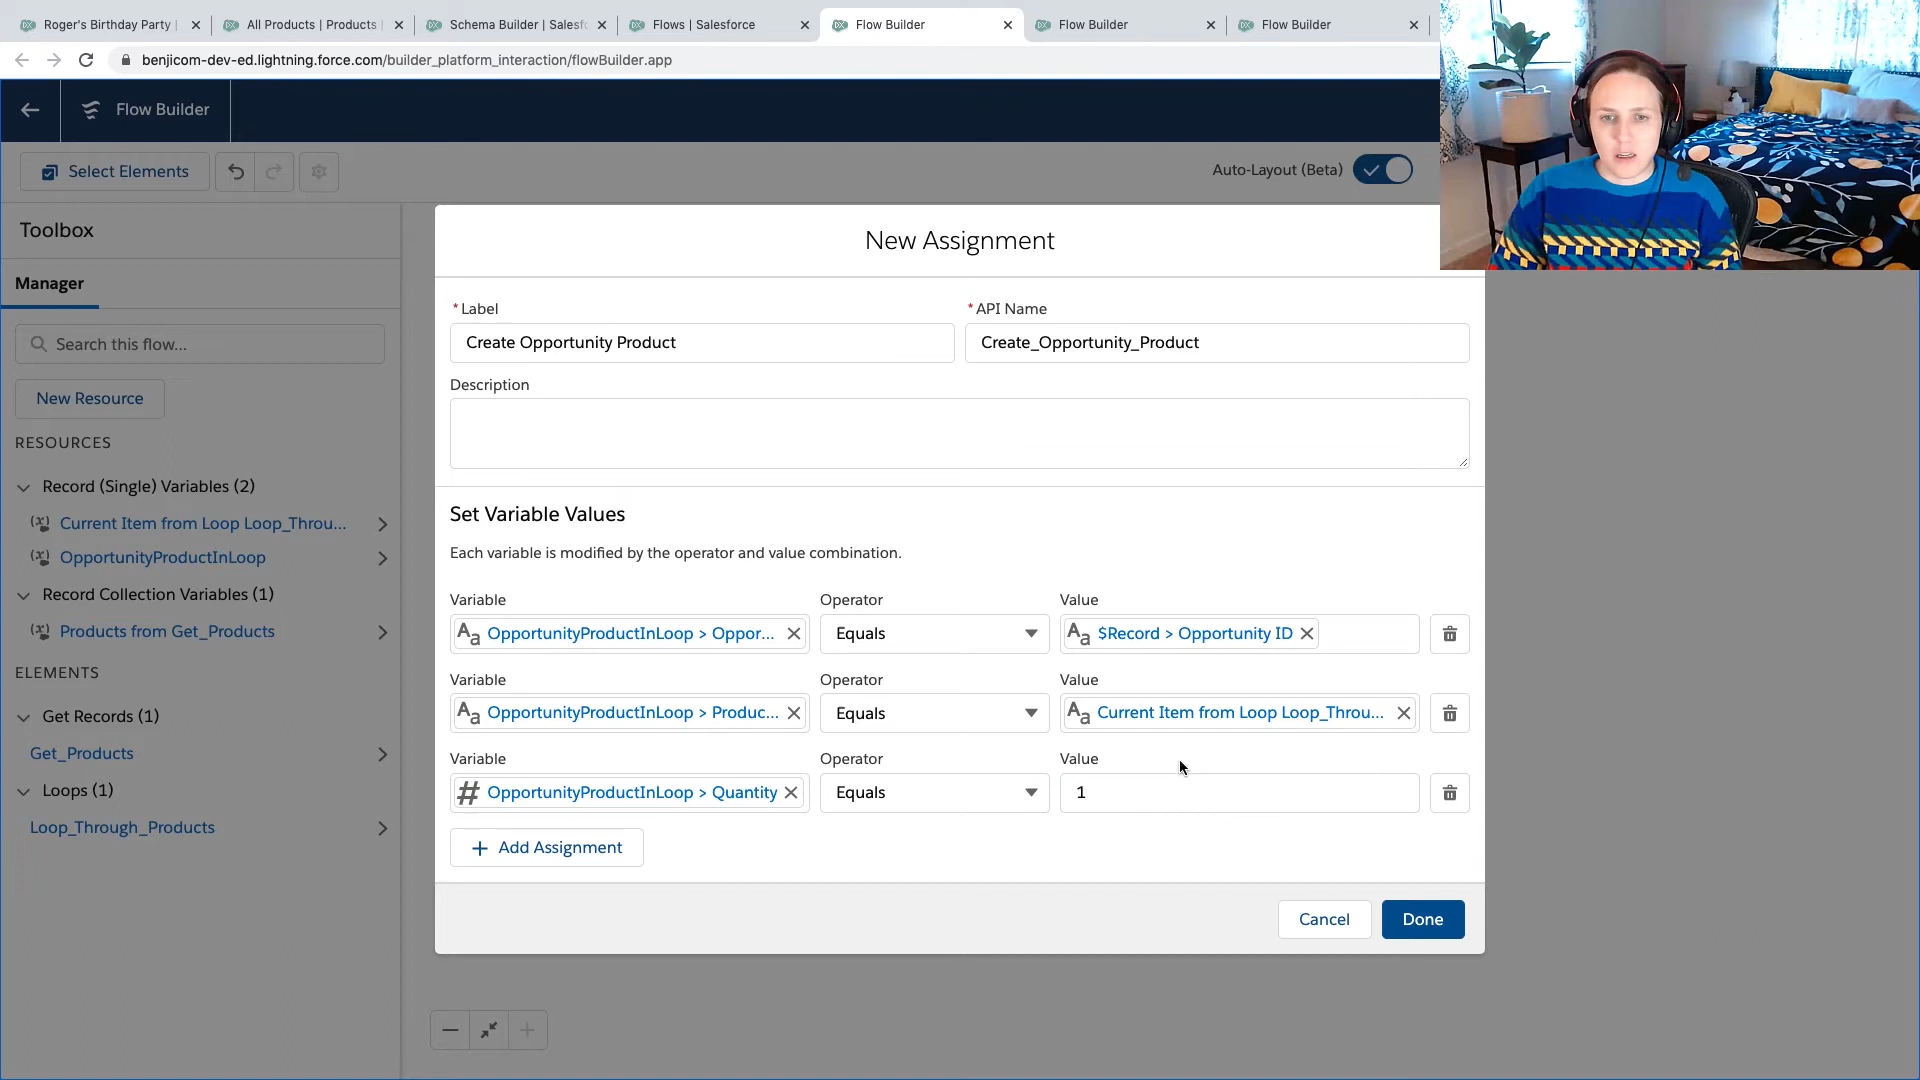 Roger's Birthday Party |
All Products | Products |
Schema Builder | Salesfo
Flows | Salesforce
Flow Builder
Flow Builder
Flow Builder
benjicom-dev-ed.lightning.force.com/builder_platform_interaction/flowBuilder.app
Flow Builder
Select Elements
Auto-Layout (Beta)
Toolbox
Manager
Search this flow...
New Resource
RESOURCES
Record (Single) Variables (2)
Current Item from Loop Loop_Throu...
OpportunityProductInLoop
Record Collection Variables (1)
Products from Get_Products
ELEMENTS
Get Records (1)
Get_Products
Loops (1)
Loop_Through_Products
New Assignment
* Label
* API Name
Create Opportunity Product
Create_Opportunity_Product
Description
Set Variable Values
Each variable is modified by the operator and value combination.
Variable Operator Value
Aa OpportunityProductInLoop > Oppor... Equals Aa $Record > Opportunity ID
Variable Operator Value
Aa OpportunityProductInLoop > Produc... Equals Aa Current Item from Loop Loop_Throu...
Variable Operator Value
# OpportunityProductInLoop > Quantity Equals 1
+ Add Assignment
Cancel
Done